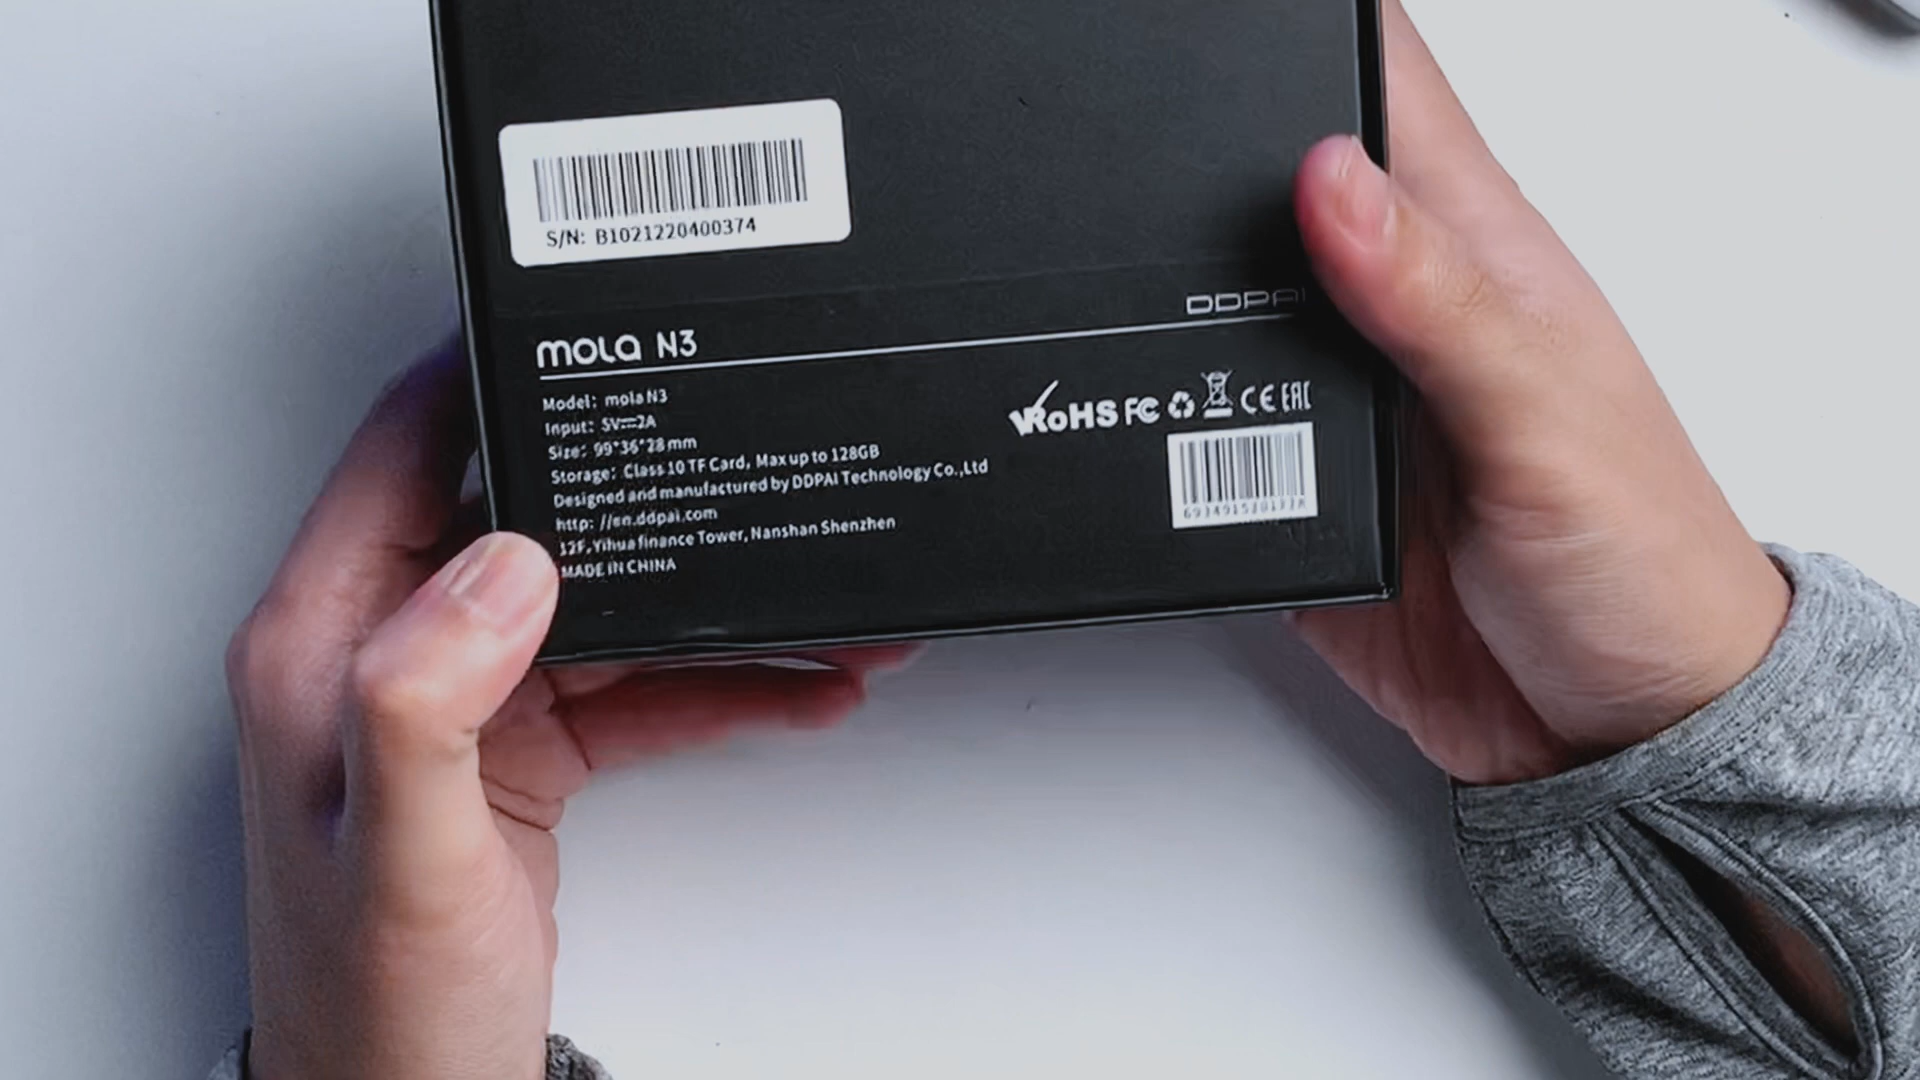 S/N: B1021220400374
DDPAI
mola N3
Model: mola N3
Input: 5V⎓2A
Size: 99*36*28 mm
Storage: Class 10 TF Card, Max up to 128GB
Designed and manufactured by DDPAI Technology Co.,Ltd
http: //en.ddpai.com
12F, Yihua finance Tower, Nanshan Shenzhen
MADE IN CHINA
RoHS FC CE EAC